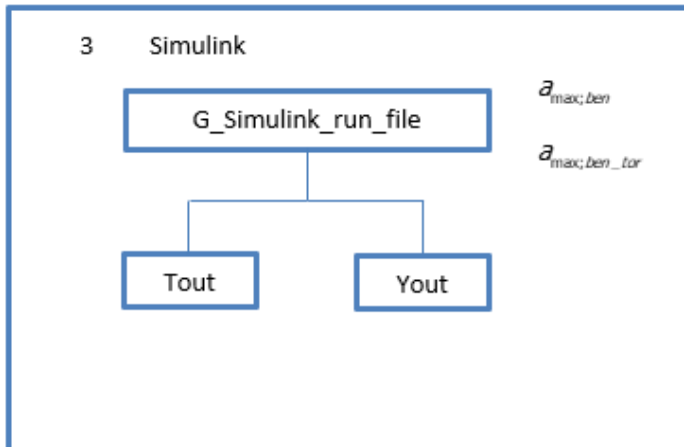 3 Simulink
a_max;ben
G_Simulink_run_file
a_max;ben_tor
Tout Yout